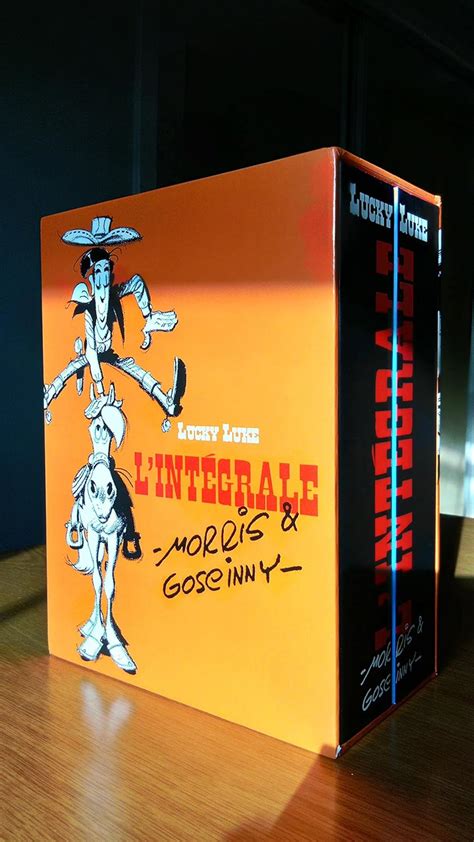 LUCKY LUKE
L'INTÉGRALE
-MORRIS &
GOSCINNY-
LUCKY LUKE
L'INTÉGRALE
-MORRIS &
GOSCINNY-